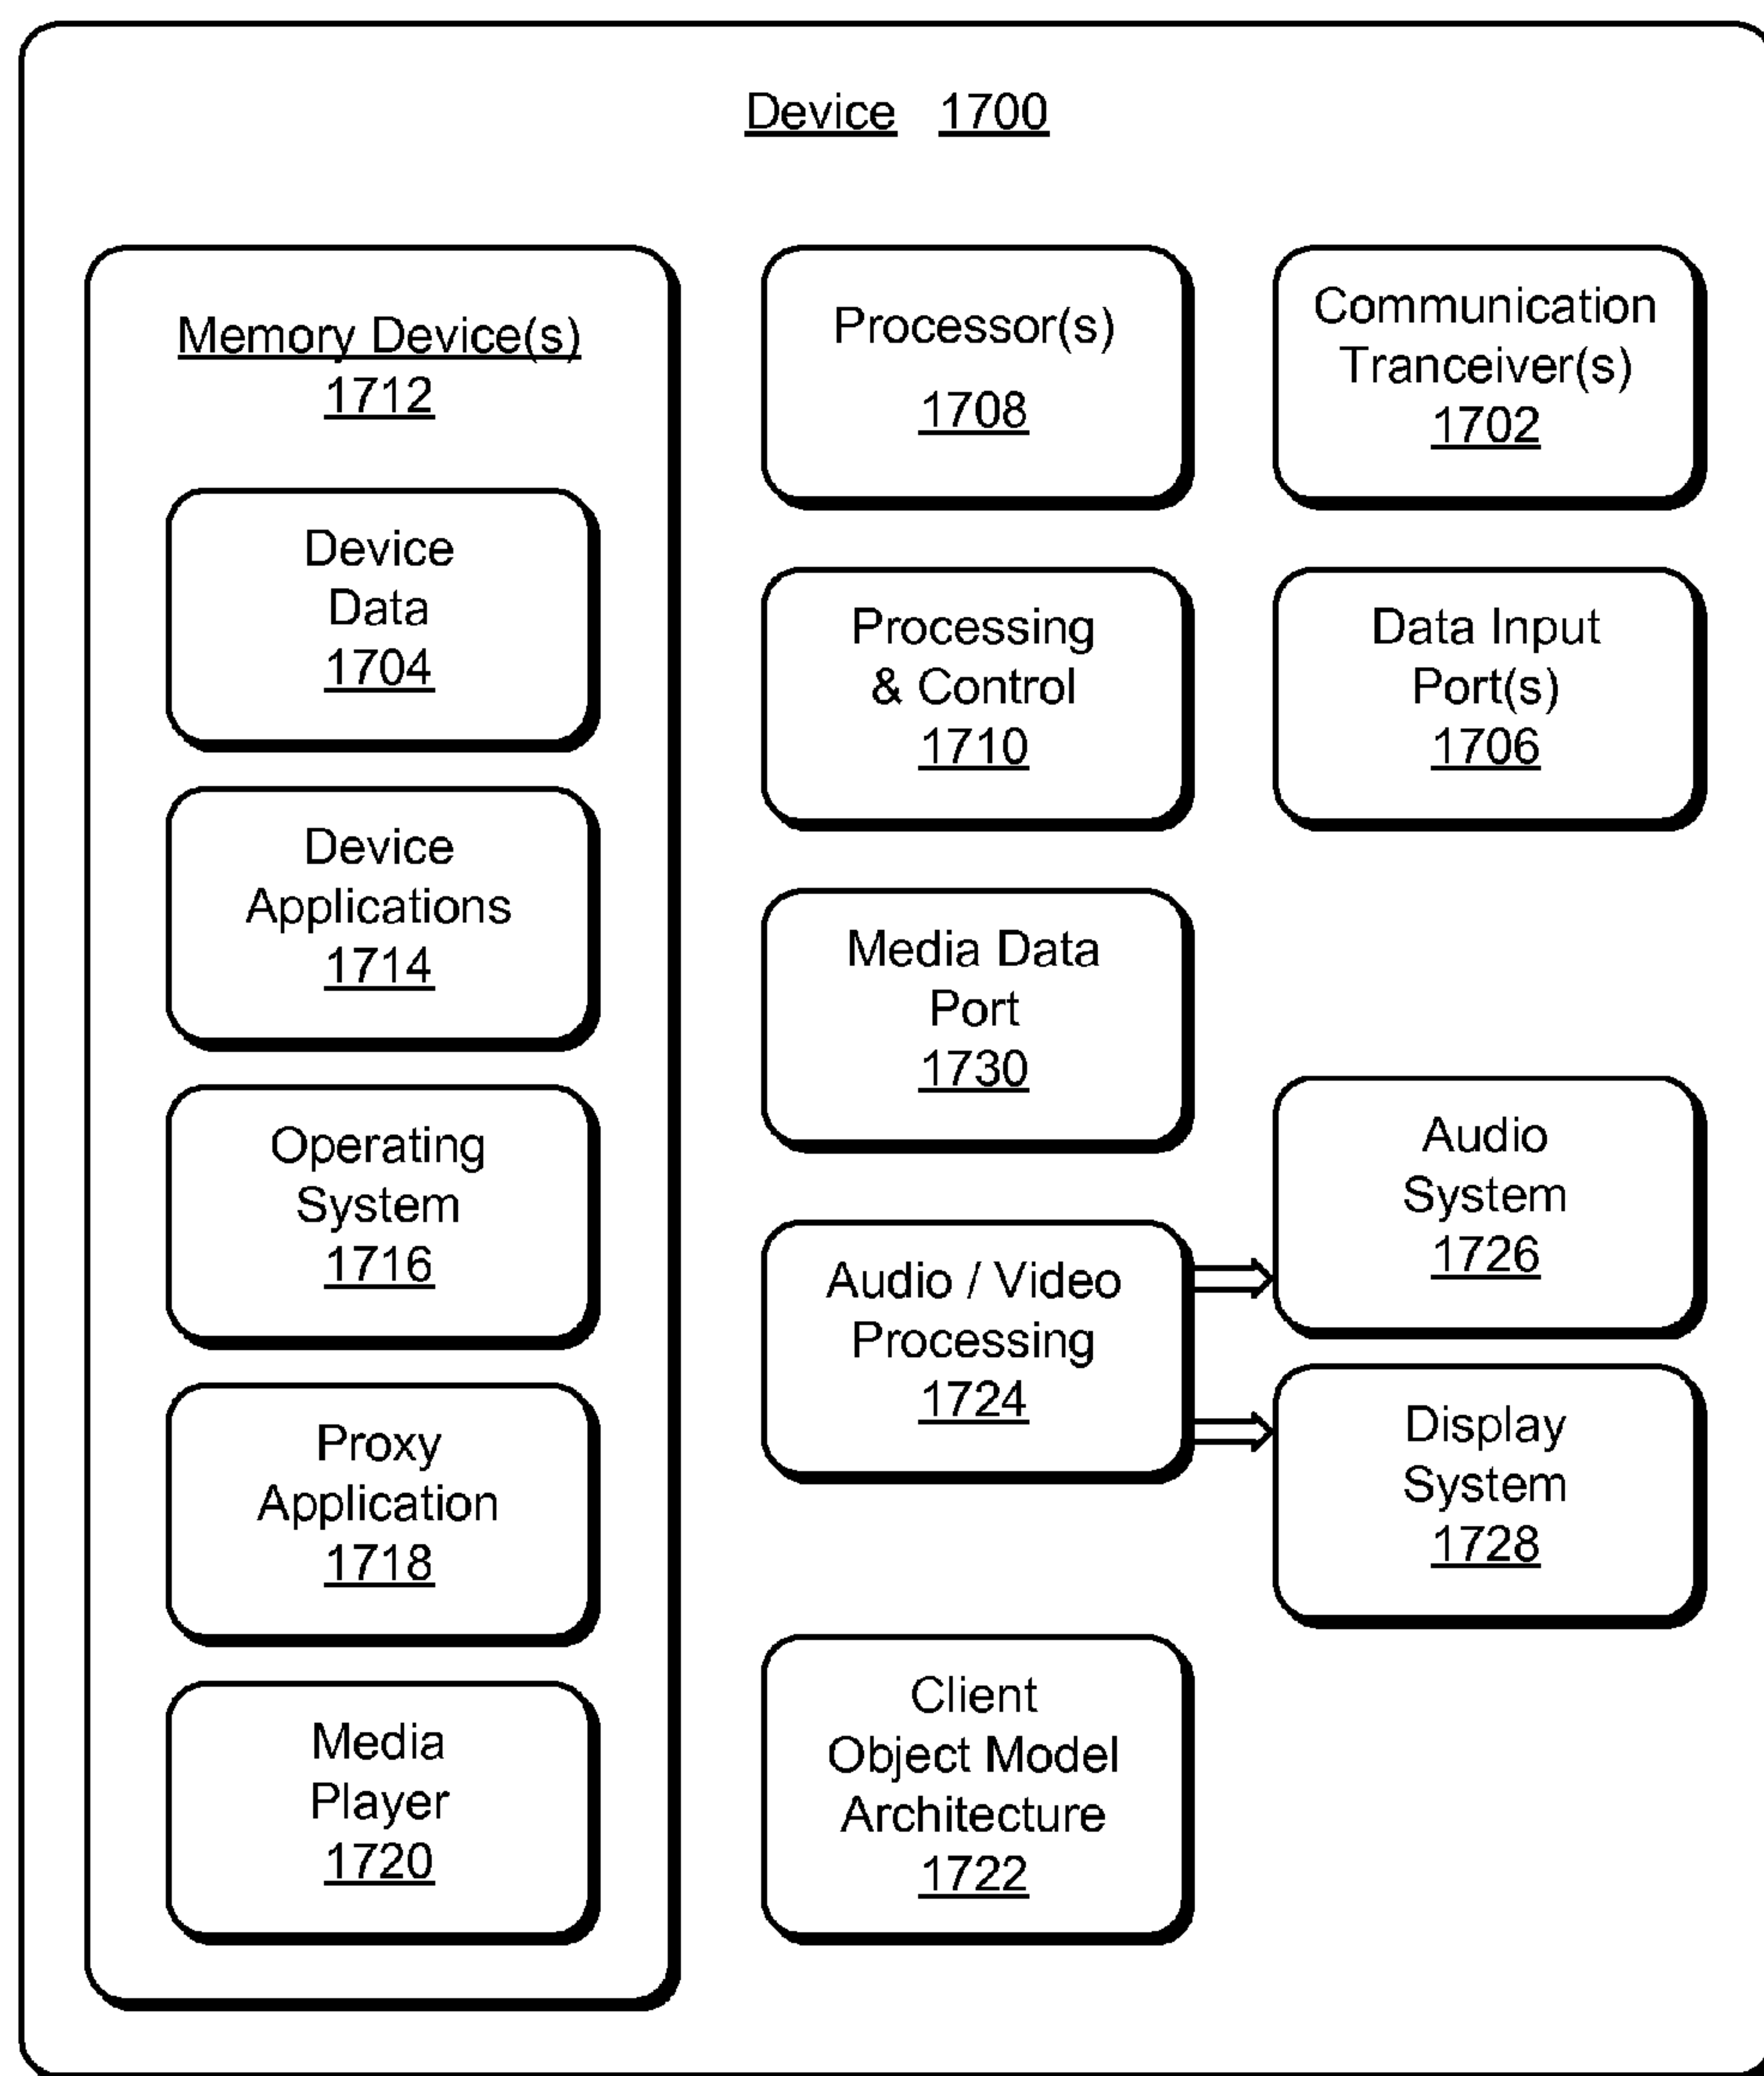 Device 1700
Memory Device(s)
1712
Device
Data
1704
Device
Applications
1714
Operating
System
1716
Proxy
Application
1718
Media
Player
1720
Processor(s)
1708
Processing
& Control
1710
Media Data
Port
1730
Audio / Video
Processing
1724
Client
Object Model
Architecture
1722
Communication
Tranceiver(s)
1702
Data Input
Port(s)
1706
Audio
System
1726
Display
System
1728